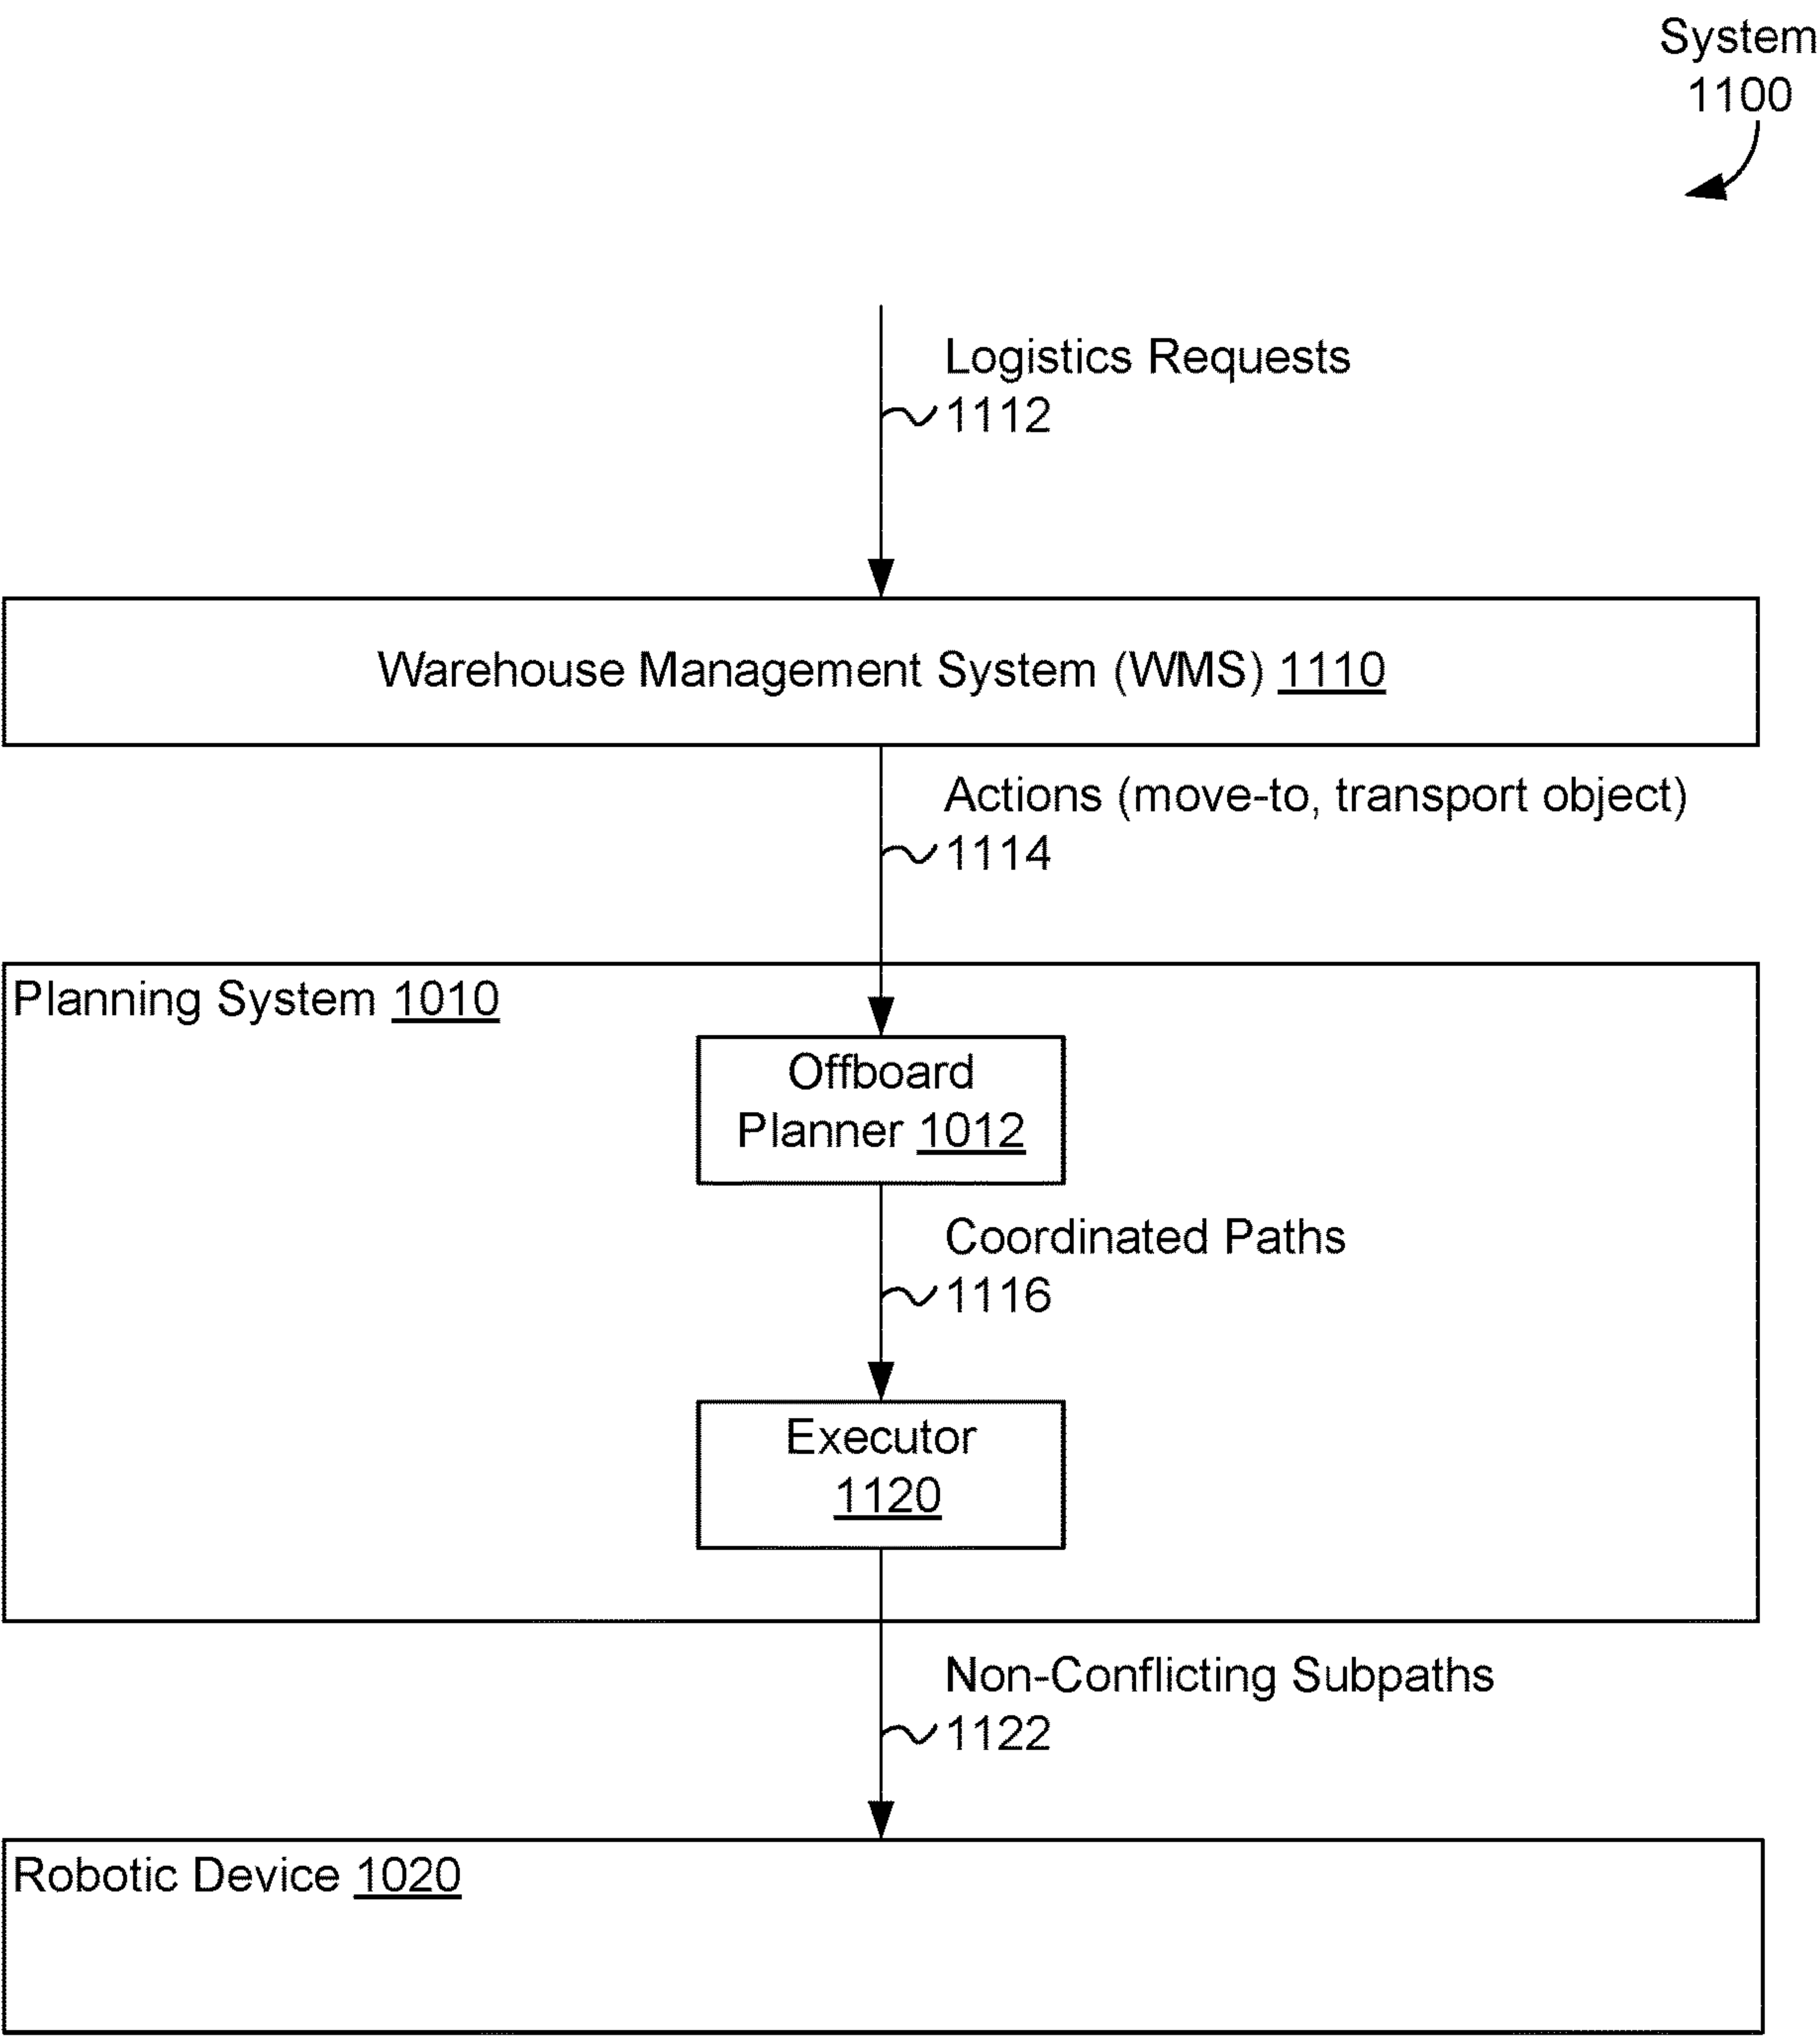 System
1100
Logistics Requests
1112
Warehouse Management System (WMS) 1110
Actions (move-to, transport object)
1114
Planning System 1010
Offboard
Planner 1012
Coordinated Paths
1116
Executor
1120
Non-Conflicting Subpaths
1122
Robotic Device 1020